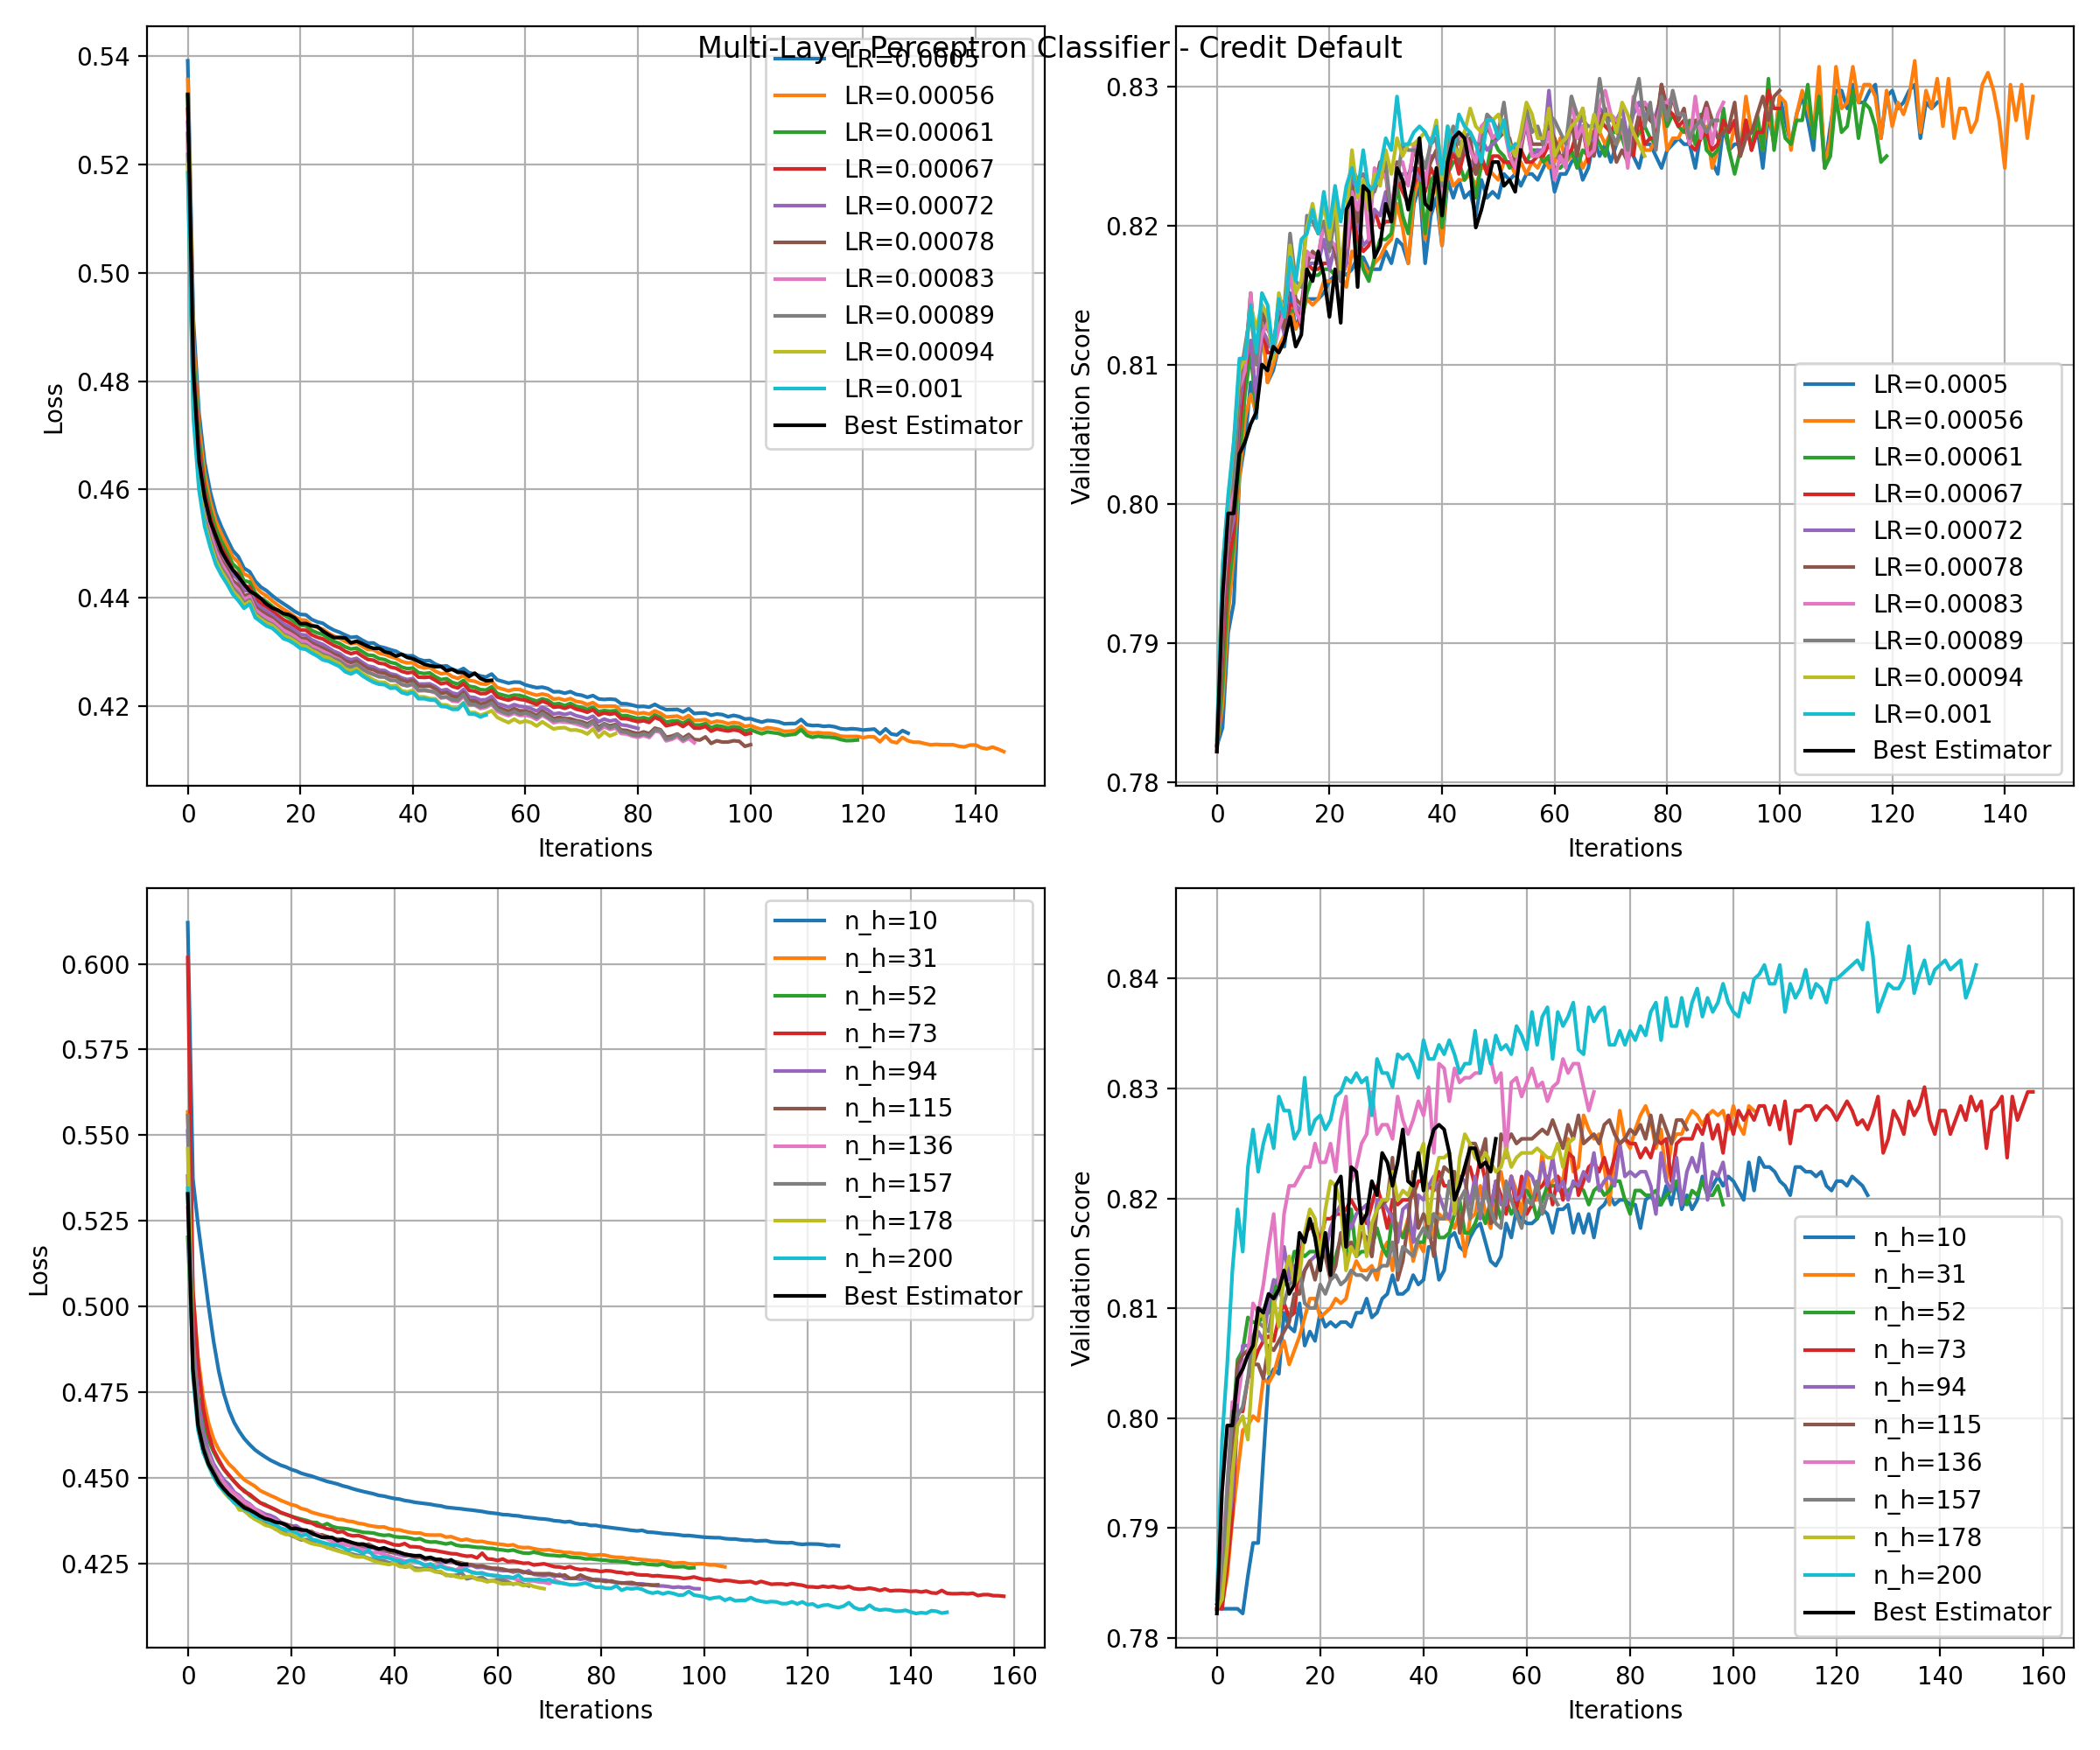 Multi-Layer Perceptron Classifier - Credit Default
0.54
0.52
0.50
0.48
0.46
0.44
0.42
Loss
0 20 40 60 80 100 120 140
Iterations
LR=0.0005
LR=0.00056
LR=0.00061
LR=0.00067
LR=0.00072
LR=0.00078
LR=0.00083
LR=0.00089
LR=0.00094
LR=0.001
Best Estimator
0.83
0.82
0.81
0.80
0.79
0.78
Validation Score
0 20 40 60 80 100 120 140
Iterations
LR=0.0005
LR=0.00056
LR=0.00061
LR=0.00067
LR=0.00072
LR=0.00078
LR=0.00083
LR=0.00089
LR=0.00094
LR=0.001
Best Estimator
0.600
0.575
0.550
0.525
0.500
0.475
0.450
0.425
Loss
0 20 40 60 80 100 120 140 160
Iterations
n_h=10
n_h=31
n_h=52
n_h=73
n_h=94
n_h=115
n_h=136
n_h=157
n_h=178
n_h=200
Best Estimator
0.84
0.83
0.82
0.81
0.80
0.79
0.78
Validation Score
0 20 40 60 80 100 120 140 160
Iterations
n_h=10
n_h=31
n_h=52
n_h=73
n_h=94
n_h=115
n_h=136
n_h=157
n_h=178
n_h=200
Best Estimator